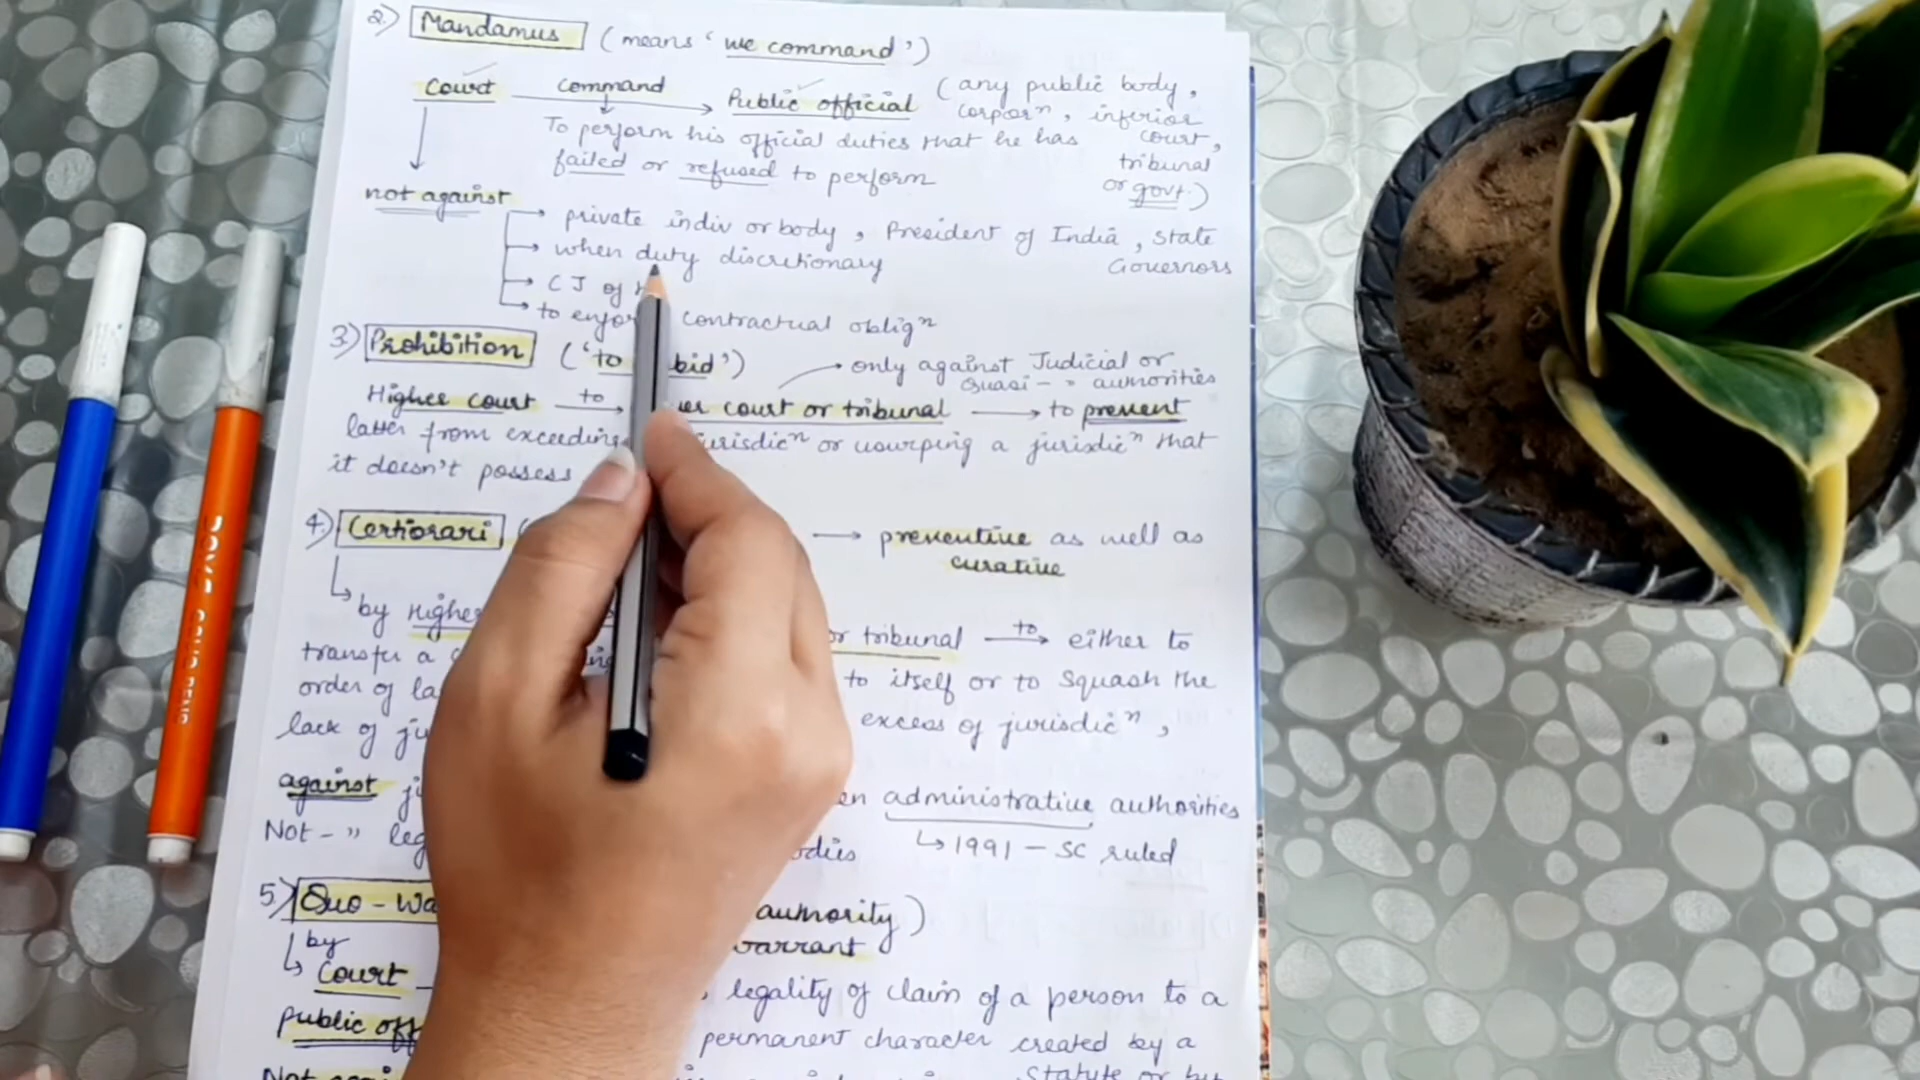 2.) Mandamus (means 'we command')
Court command Public official (any public body,
corporⁿ, inferior court,
To perform his official duties that he has
tribunal
failed or refused to perform
or govt.)
not against
private indiv or body, President of India, State Governors
when duty discretionary
CJ of
to contractual obligⁿ
3) Prohibition ('to bid')
only against Judicial or
Quasi- " authorities
Higher court to court or tribunal to prevent
latter from exceeding jurisdicⁿ or usurping a jurisdicⁿ that
it doesn't possess
4.) Certiorari ( preventive as well as
curative
by Higher or tribunal to either to
transfer a
order of to itself or to Squash the
lack of excess of jurisdicⁿ,
against administrative authorities
Not - "
1991 - SC ruled
5) Quo - authority)
by warrant
Court
legality of claim of a person to a
Public
permanent character created by a
Not Statute or by